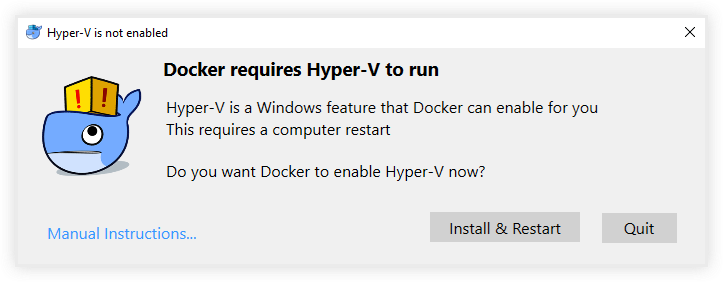 Hyper-V is not enabled
Docker requires Hyper-V to run
Hyper-V is a Windows feature that Docker can enable for you
This requires a computer restart
Do you want Docker to enable Hyper-V now?
Manual Instructions...
Install & Restart
Quit